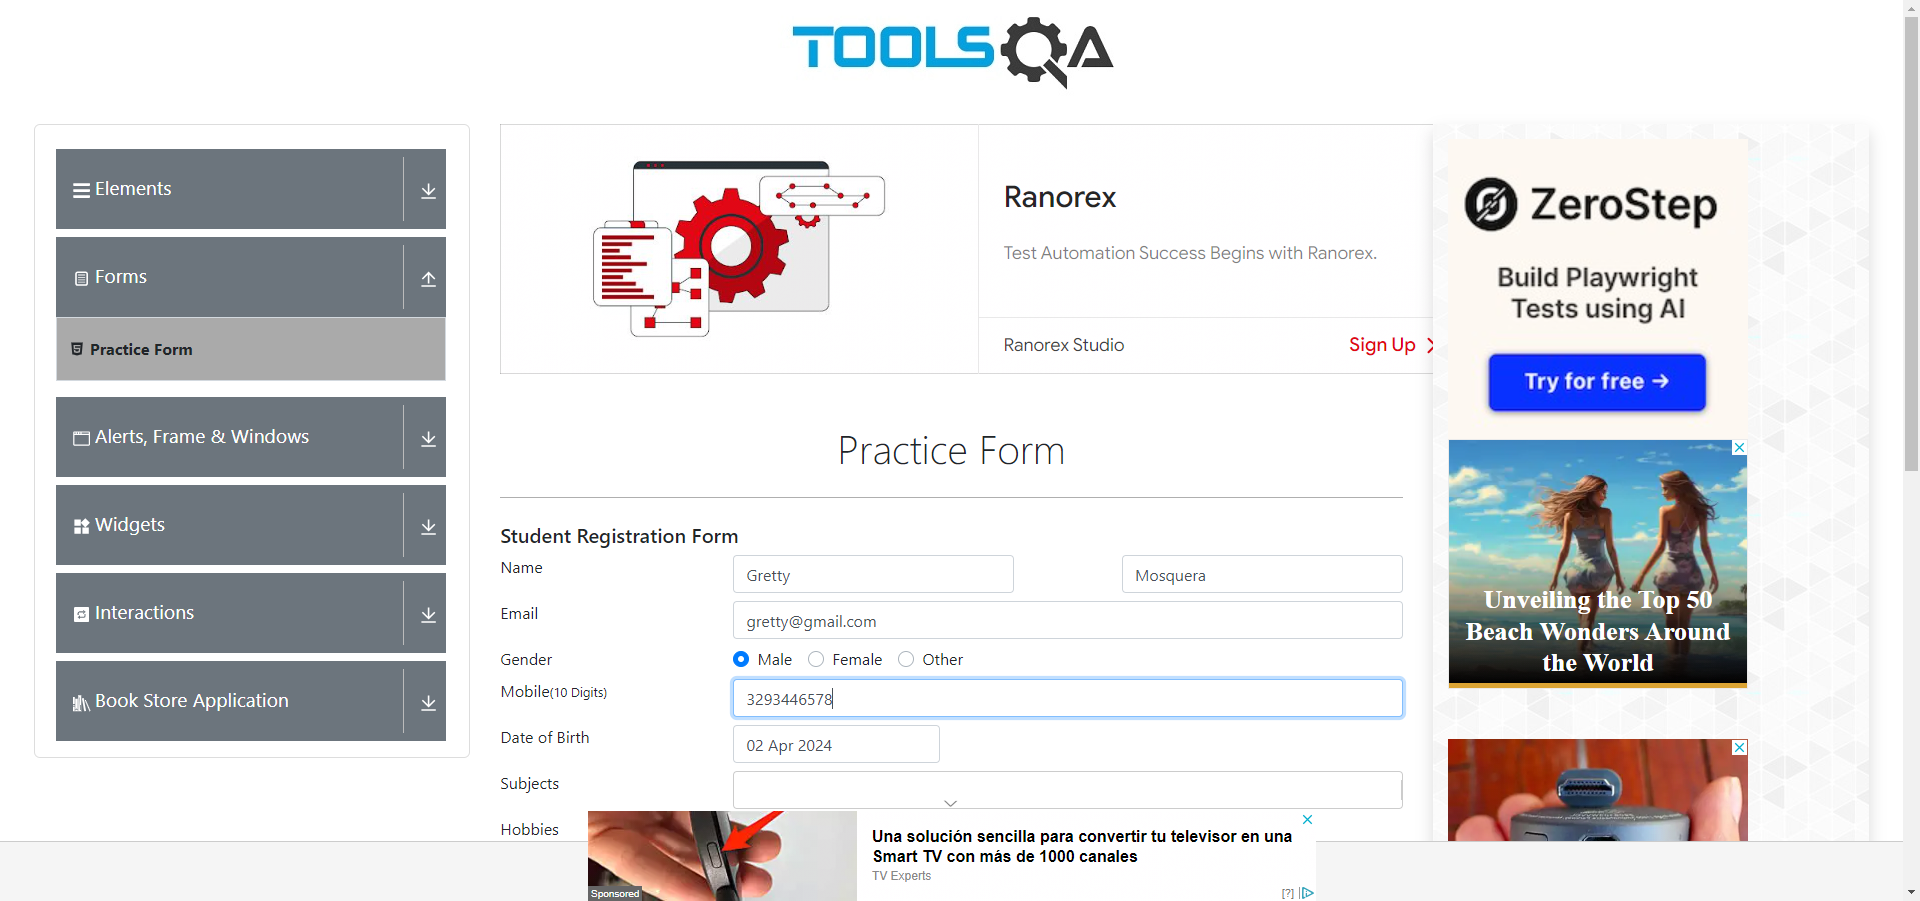 TOOLSQA
Elements
Forms
Practice Form
Alerts, Frame & Windows
Widgets
Interactions
Book Store Application
Ranorex
Test Automation Success Begins with Ranorex.
Ranorex Studio
Sign Up
Practice Form
Student Registration Form
Name
Gretty
Mosquera
Email
gretty@gmail.com
Gender
Male
Female
Other
Mobile(10 Digits)
3293446578
Date of Birth
02 Apr 2024
Subjects
Hobbies
ZeroStep
Build Playwright
Tests using AI
Try for free →
Unveiling the Top 50
Beach Wonders Around
the World
Una solución sencilla para convertir tu televisor en una
Smart TV con más de 1000 canales
TV Experts
Sponsored
[?]